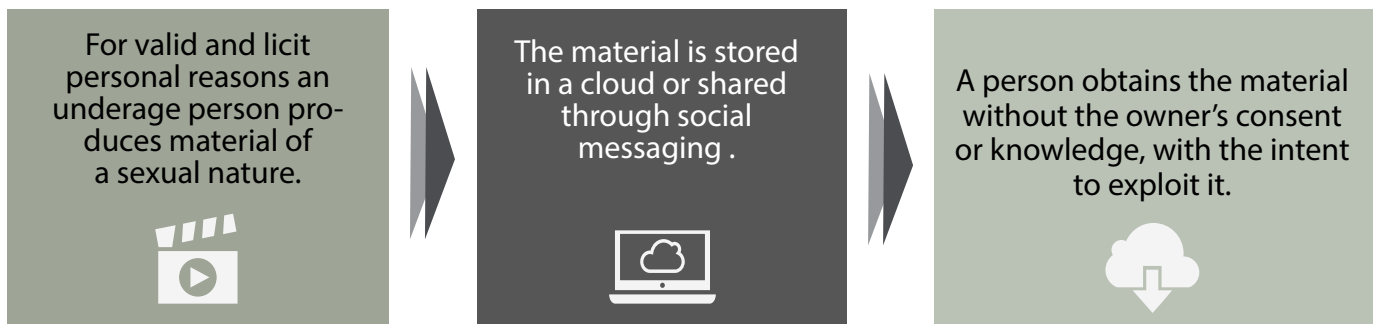 For valid and licit
personal reasons an
underage person pro-
duces material of
a sexual nature.
The material is stored
in a cloud or shared
through social
messaging .
A person obtains the material
without the owner’s consent
or knowledge, with the intent
to exploit it.